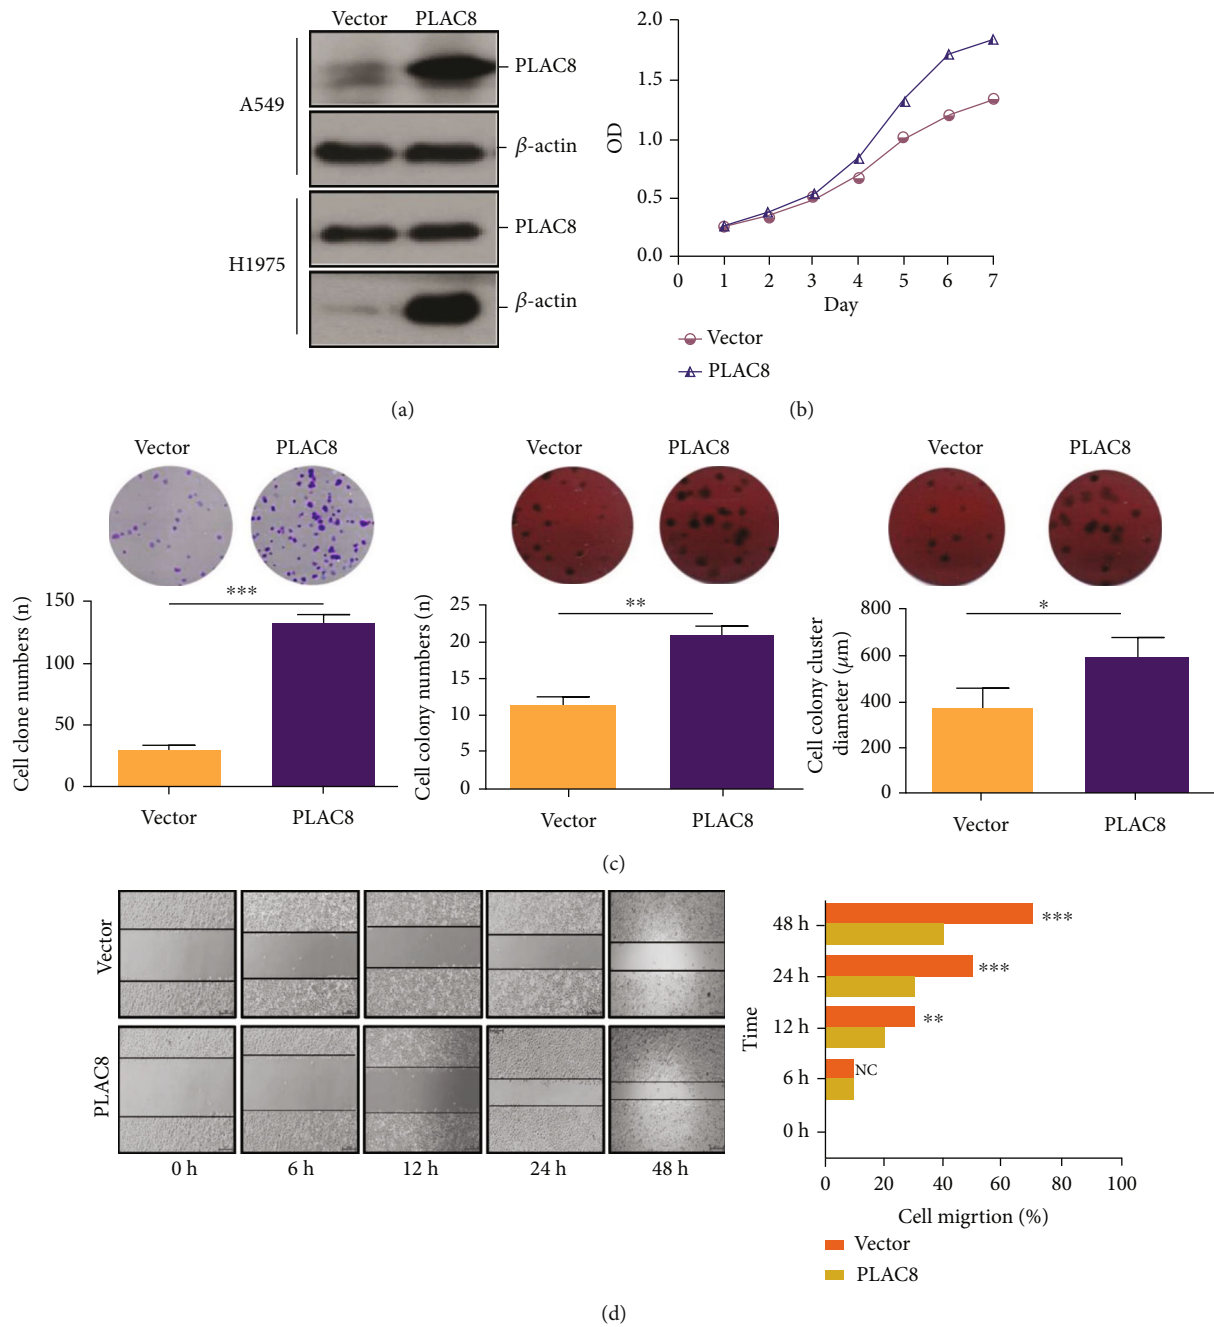 Vector PLAC8
A549
PLAC8
β-actin
H1975
PLAC8
β-actin
(a)
OD
2.0
1.5
1.0
0.5
0.0
0 1 2 3 4 5 6 7
Day
Vector
PLAC8
(b)
Vector PLAC8
Cell clone numbers (n)
150
100
50
0
***
Vector PLAC8
Vector PLAC8
Cell colony numbers (n)
25
20
15
10
5
0
**
Vector PLAC8
Vector PLAC8
Cell colony cluster
diameter (μm)
800
600
400
200
0
*
Vector PLAC8
(c)
Vector
PLAC8
0 h 6 h 12 h 24 h 48 h
Time
48 h ***
24 h ***
12 h **
6 h NC
0 h
0 20 40 60 80 100
Cell migrtion (%)
Vector
PLAC8
(d)